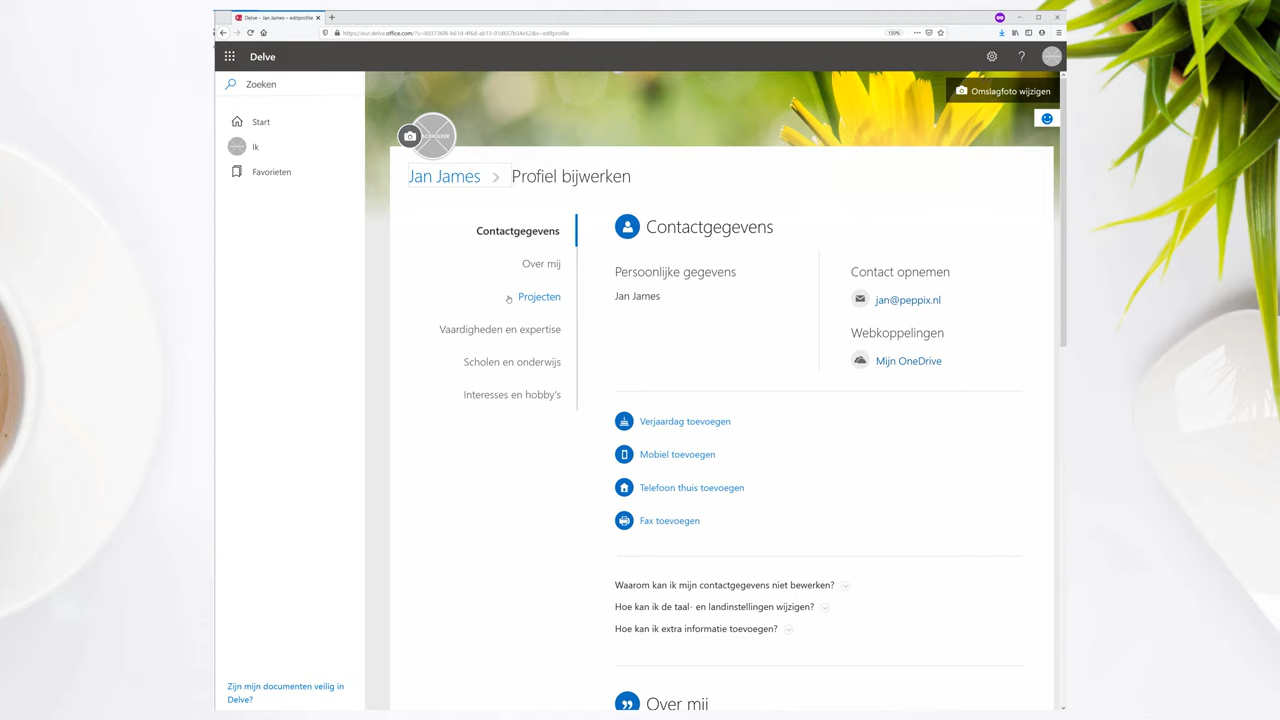 Delve – Jan James – editprofile
150%
Delve
Zoeken
Omslagfoto wijzigen
Start
Ik
Favorieten
Jan James > Profiel bijwerken
Contactgegevens
Over mij
Projecten
Vaardigheden en expertise
Scholen en onderwijs
Interesses en hobby's
Contactgegevens
Persoonlijke gegevens
Jan James
Contact opnemen
jan@peppix.nl
Webkoppelingen
Mijn OneDrive
Verjaardag toevoegen
Mobiel toevoegen
Telefoon thuis toevoegen
Fax toevoegen
Waarom kan ik mijn contactgegevens niet bewerken?
Hoe kan ik de taal- en landinstellingen wijzigen?
Hoe kan ik extra informatie toevoegen?
Over mij
Zijn mijn documenten veilig in
Delve?